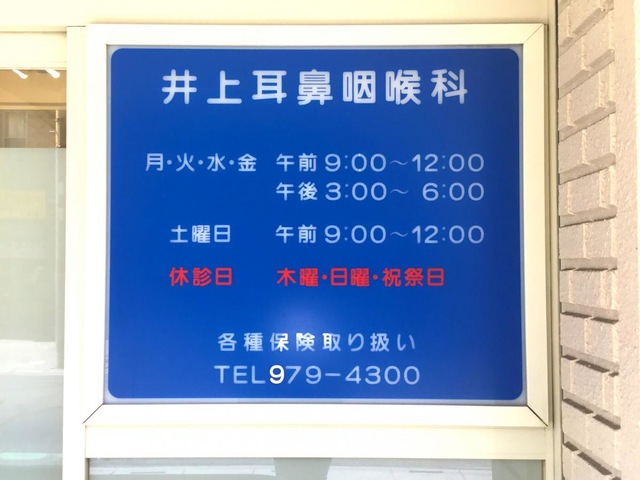 井上耳鼻咽喉科
月・火・水・金 午前 9:00〜12:00
午後 3:00〜 6:00
土曜日 午前 9:00〜12:00
休診日 木曜・日曜・祝祭日
各種保険取り扱い
TEL979-4300